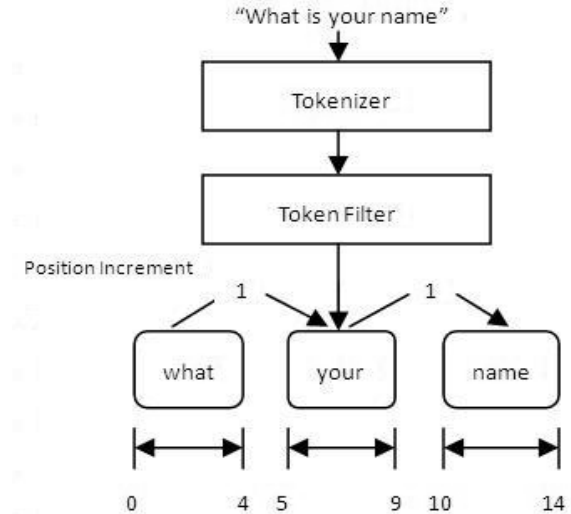 “What is your name”
Tokenizer
Token Filter
Position Increment
1 1
what your name
0 4 5 9 10 14